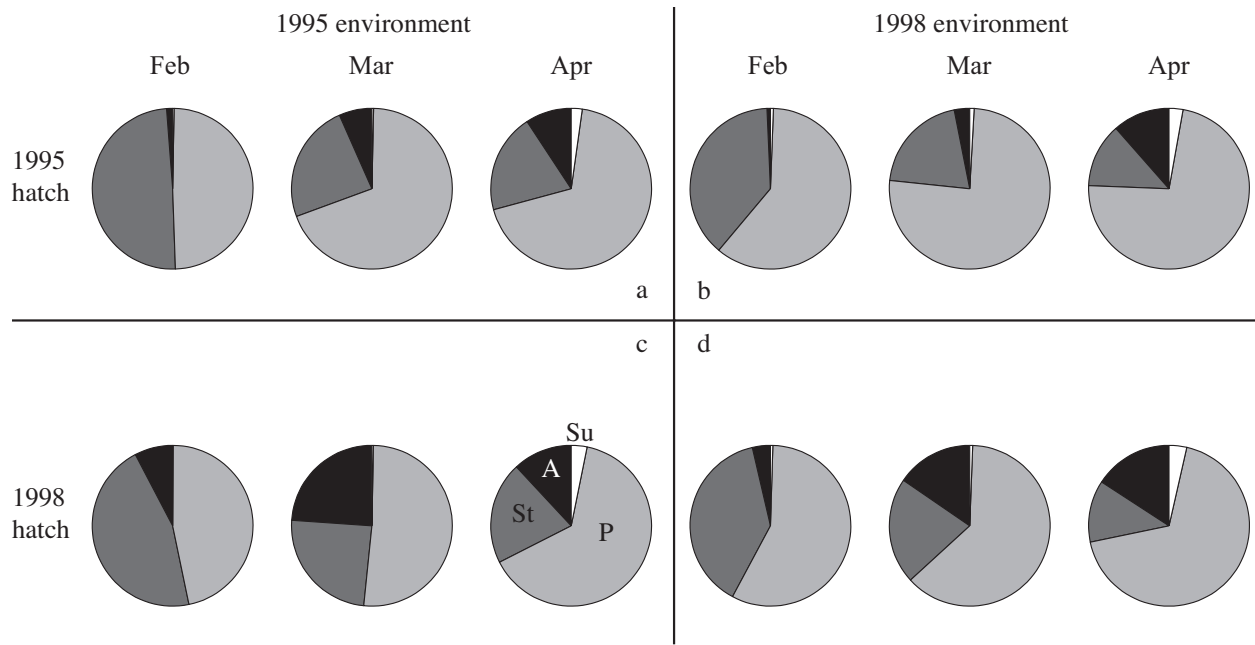 1995 environment
1998 environment
Feb Mar Apr
Feb Mar Apr
1995
hatch
a
b
c
d
Su
A
St
P
1998
hatch